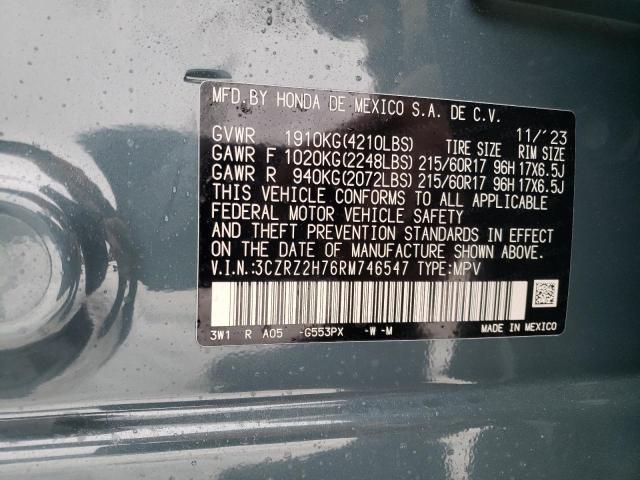 MFD.BY HONDA DE MEXICO S.A. DE C.V.
11/'23
GVWR 1910KG(4210LBS) TIRE SIZE RIM SIZE
GAWR F 1020KG(2248LBS) 215/60R17 96H 17X6.5J
GAWR R 940KG(2072LBS) 215/60R17 96H 17X6.5J
THIS VEHICLE CONFORMS TO ALL APPLICABLE
FEDERAL MOTOR VEHICLE SAFETY
AND THEFT PREVENTION STANDARDS IN EFFECT
ON THE DATE OF MANUFACTURE SHOWN ABOVE.
V.I.N.:3CZRZ2H76RM746547 TYPE:MPV
3W1 R A05 -G553PX -W -M MADE IN MEXICO